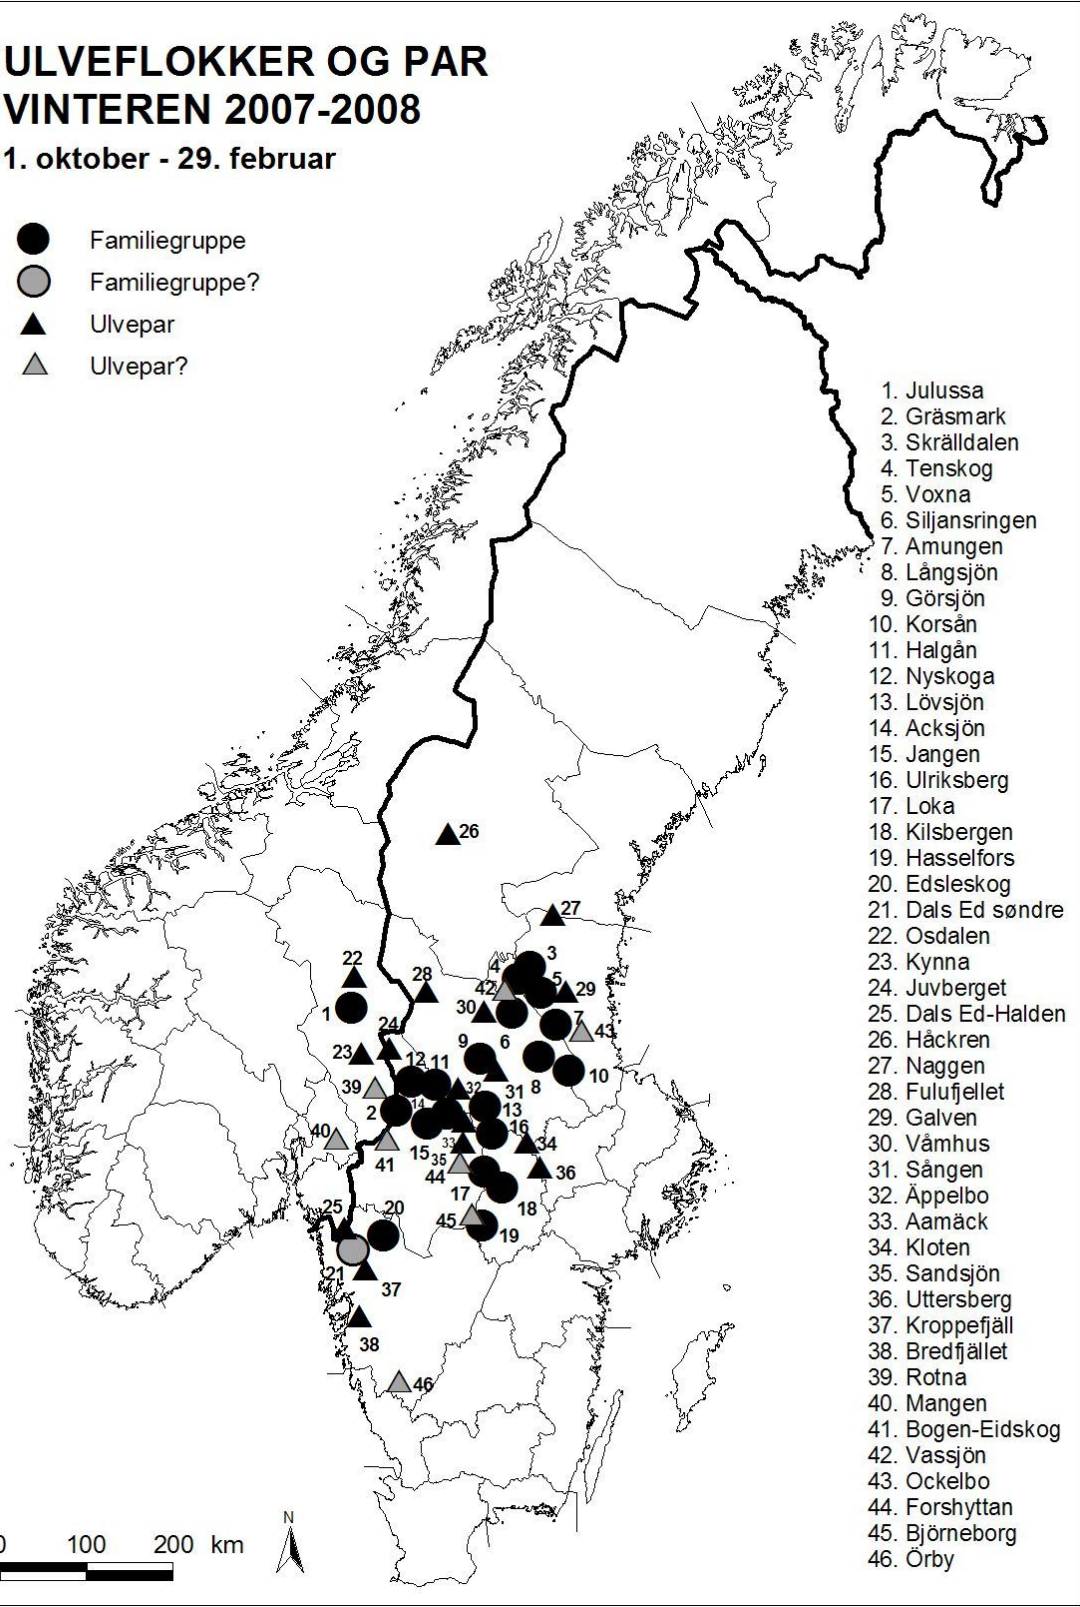 ULVEFLOKKER OG PAR
VINTEREN 2007-2008
1. oktober - 29. februar
Familiegruppe
Familiegruppe?
Ulvepar
Ulvepar?
1. Julussa
2. Gräsmark
3. Skrälldalen
4. Tenskog
5. Voxna
6. Siljansringen
7. Amungen
8. Långsjön
9. Görsjön
10. Korsån
11. Halgån
12. Nyskoga
13. Lövsjön
14. Acksjön
15. Jangen
16. Ulriksberg
17. Loka
18. Kilsbergen
19. Hasselfors
20. Edsleskog
21. Dals Ed søndre
22. Osdalen
23. Kynna
24. Juvberget
25. Dals Ed-Halden
26. Håckren
27. Naggen
28. Fulufjellet
29. Galven
30. Våmhus
31. Sången
32. Äppelbo
33. Aamäck
34. Kloten
35. Sandsjön
36. Uttersberg
37. Kroppefjäll
38. Bredfjället
39. Rotna
40. Mangen
41. Bogen-Eidskog
42. Vassjön
43. Ockelbo
44. Forshyttan
45. Björneborg
46. Örby
26
27
3
4
22
28
42
5
29
1
30
7
24
43
9
6
23
12
11
8
10
39
32
31
2
14
13
40
16
33
34
41
15
35
36
44
17
18
25
20
45
19
21
37
38
46
N
0 100 200 km